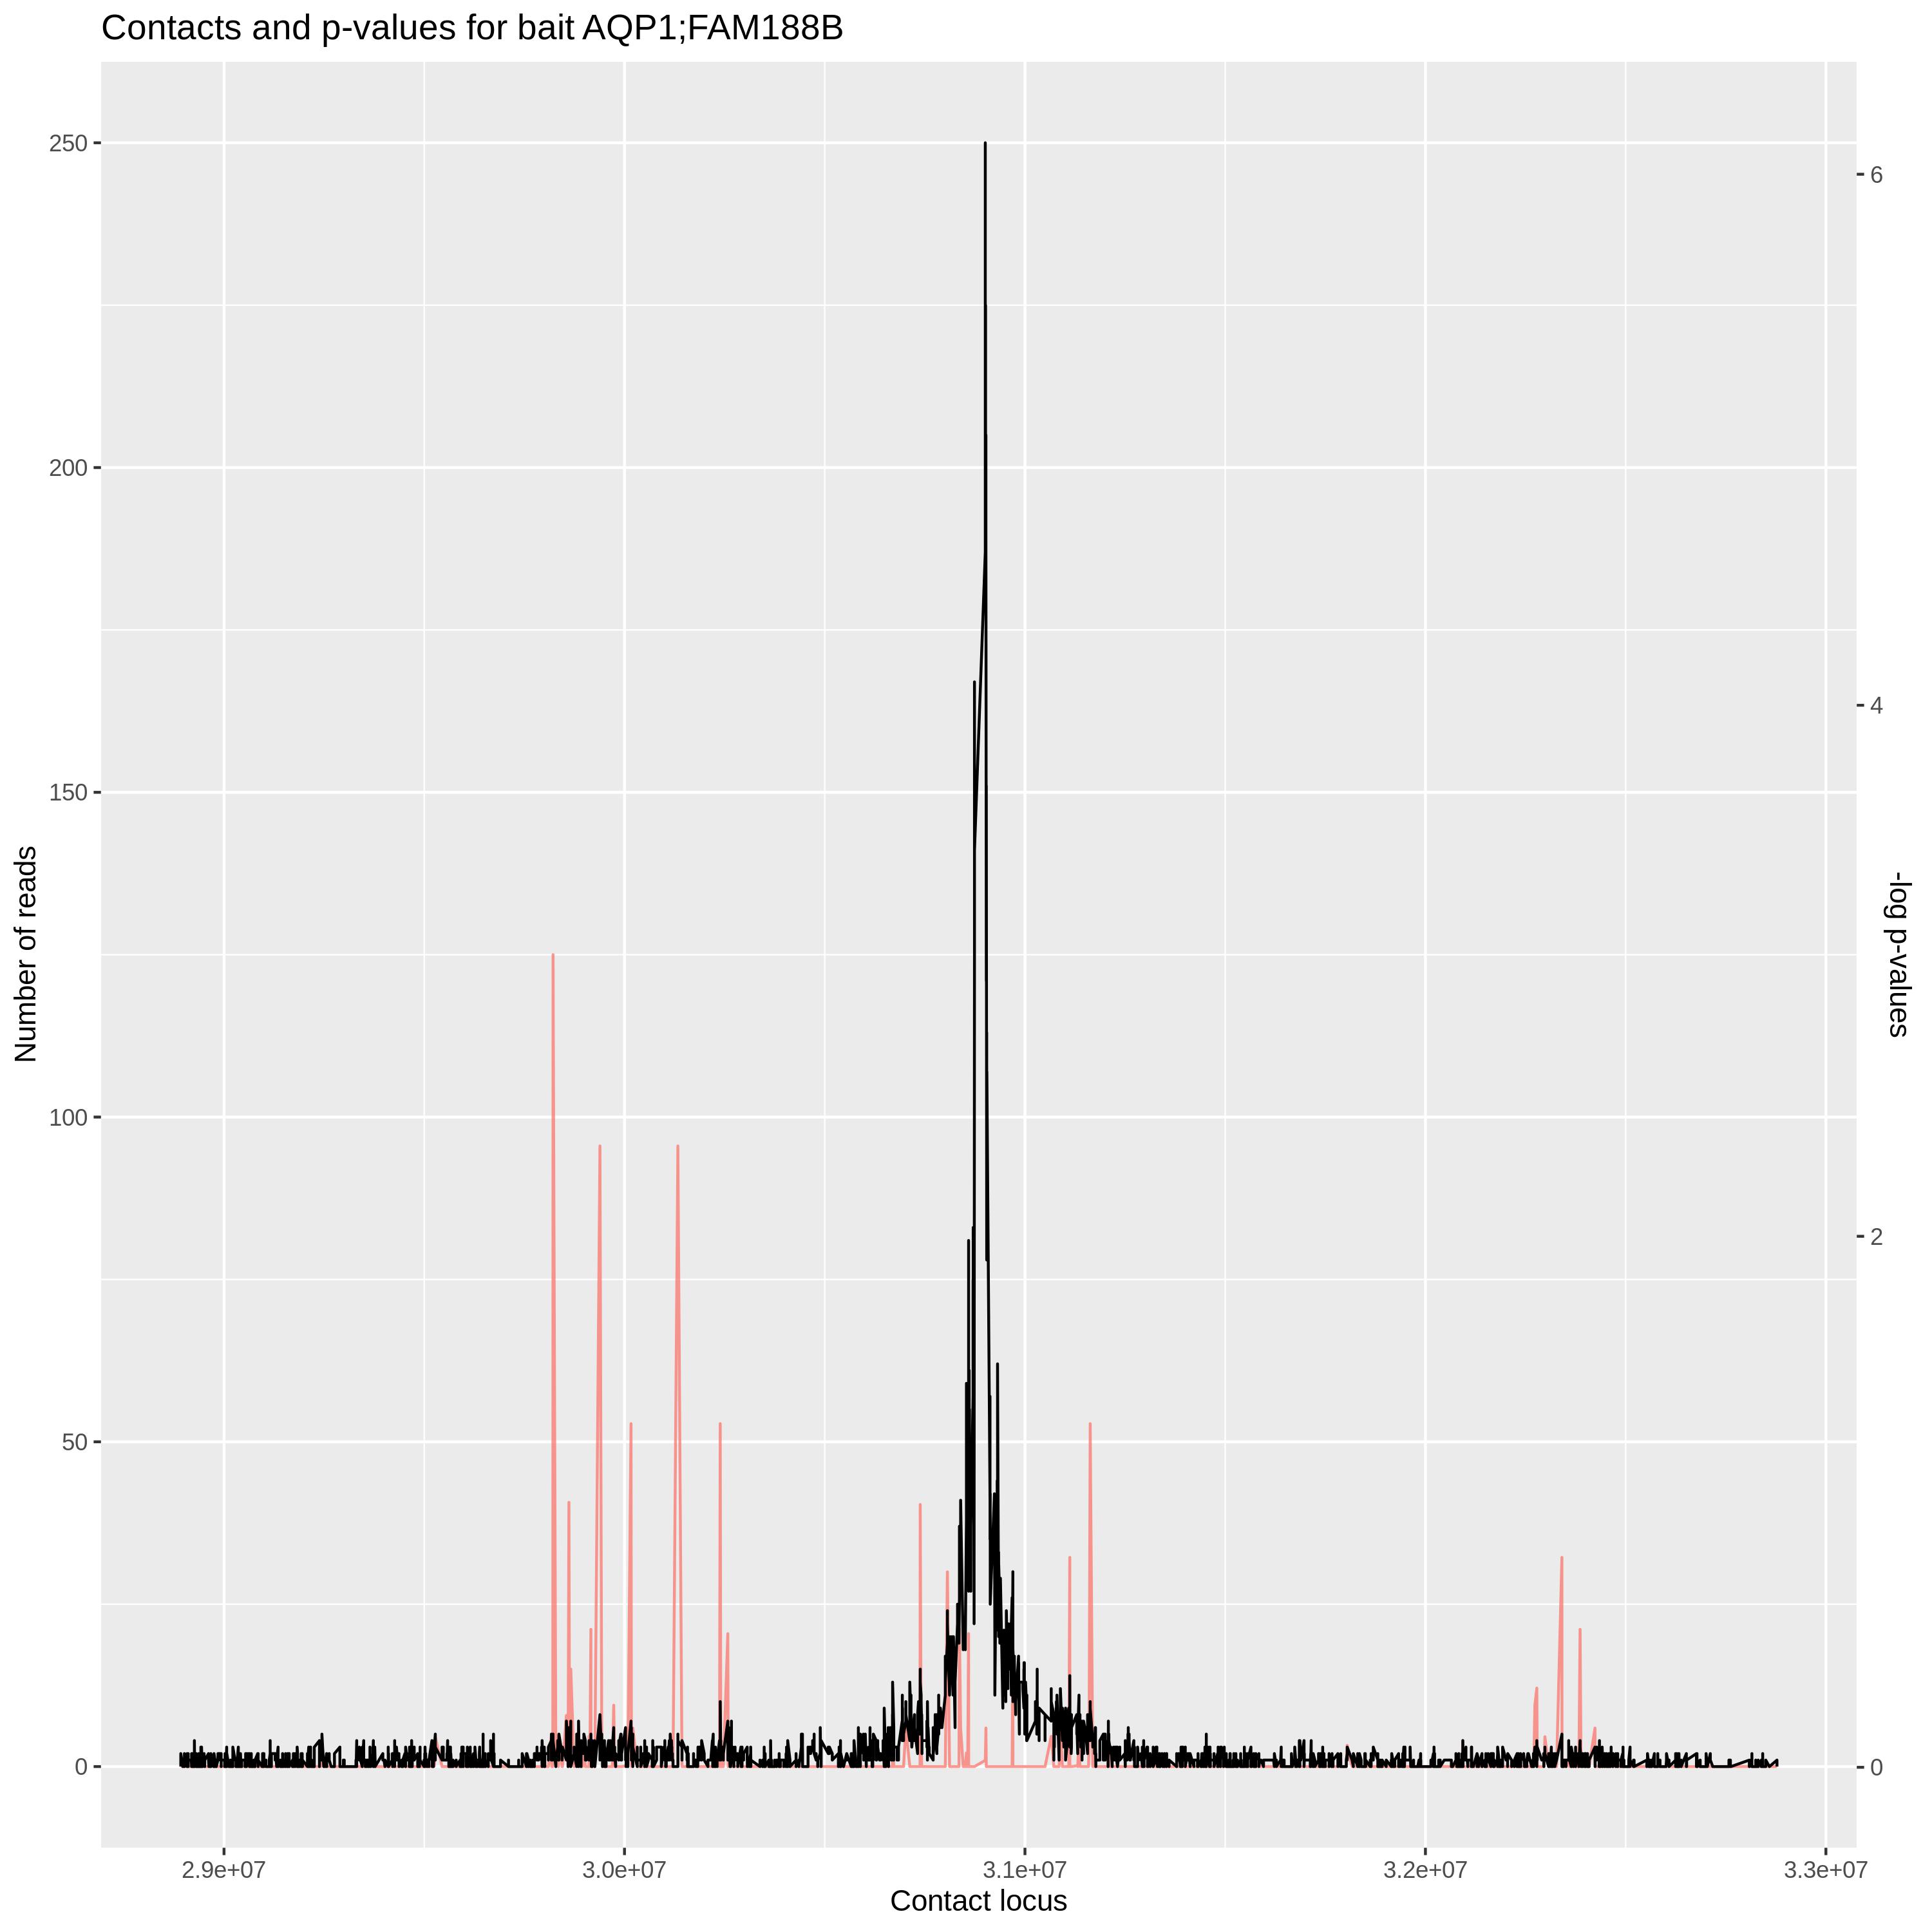 Contacts and p-values for bait AQP1;FAM188B
250
200
150
100
50
0
Number of reads
6
4
2
0
-log p-values
2.9e+07
3.0e+07
3.1e+07
3.2e+07
3.3e+07
Contact locus